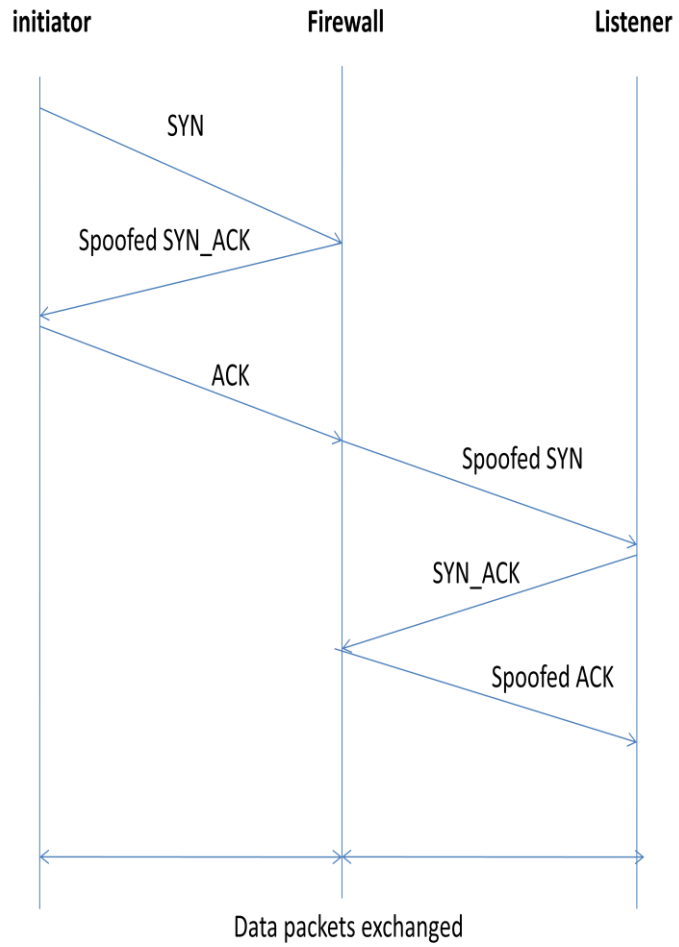 initiator
Firewall
Listener
SYN
Spoofed SYN_ACK
ACK
Spoofed SYN
SYN_ACK
Spoofed ACK
Data packets exchanged